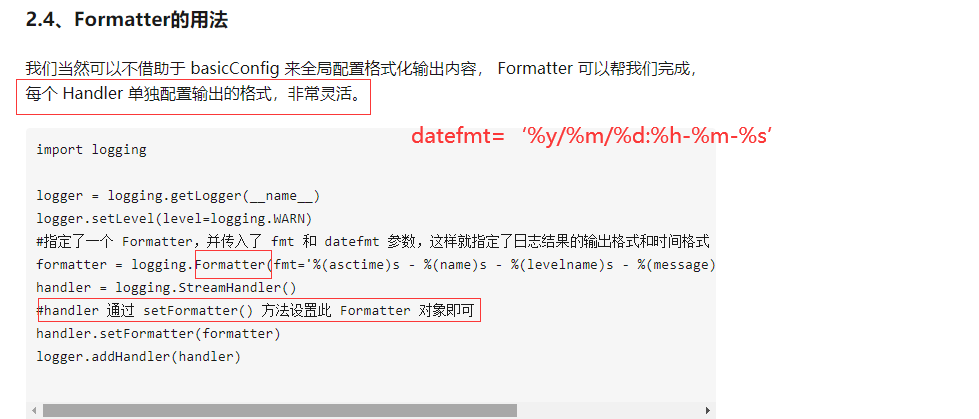 2.4、Formatter的用法
我们当然可以不借助于 basicConfig 来全局配置格式化输出内容， Formatter 可以帮我们完成，
每个 Handler 单独配置输出的格式，非常灵活。
datefmt=‘%y/%m/%d:%h-%m-%s’
import logging
logger = logging.getLogger(__name__)
logger.setLevel(level=logging.WARN)
#指定了一个 Formatter，并传入了 fmt 和 datefmt 参数，这样就指定了日志结果的输出格式和时间格式
formatter = logging.Formatter(fmt='%(asctime)s - %(name)s - %(levelname)s - %(message)
handler = logging.StreamHandler()
#handler 通过 setFormatter() 方法设置此 Formatter 对象即可
handler.setFormatter(formatter)
logger.addHandler(handler)